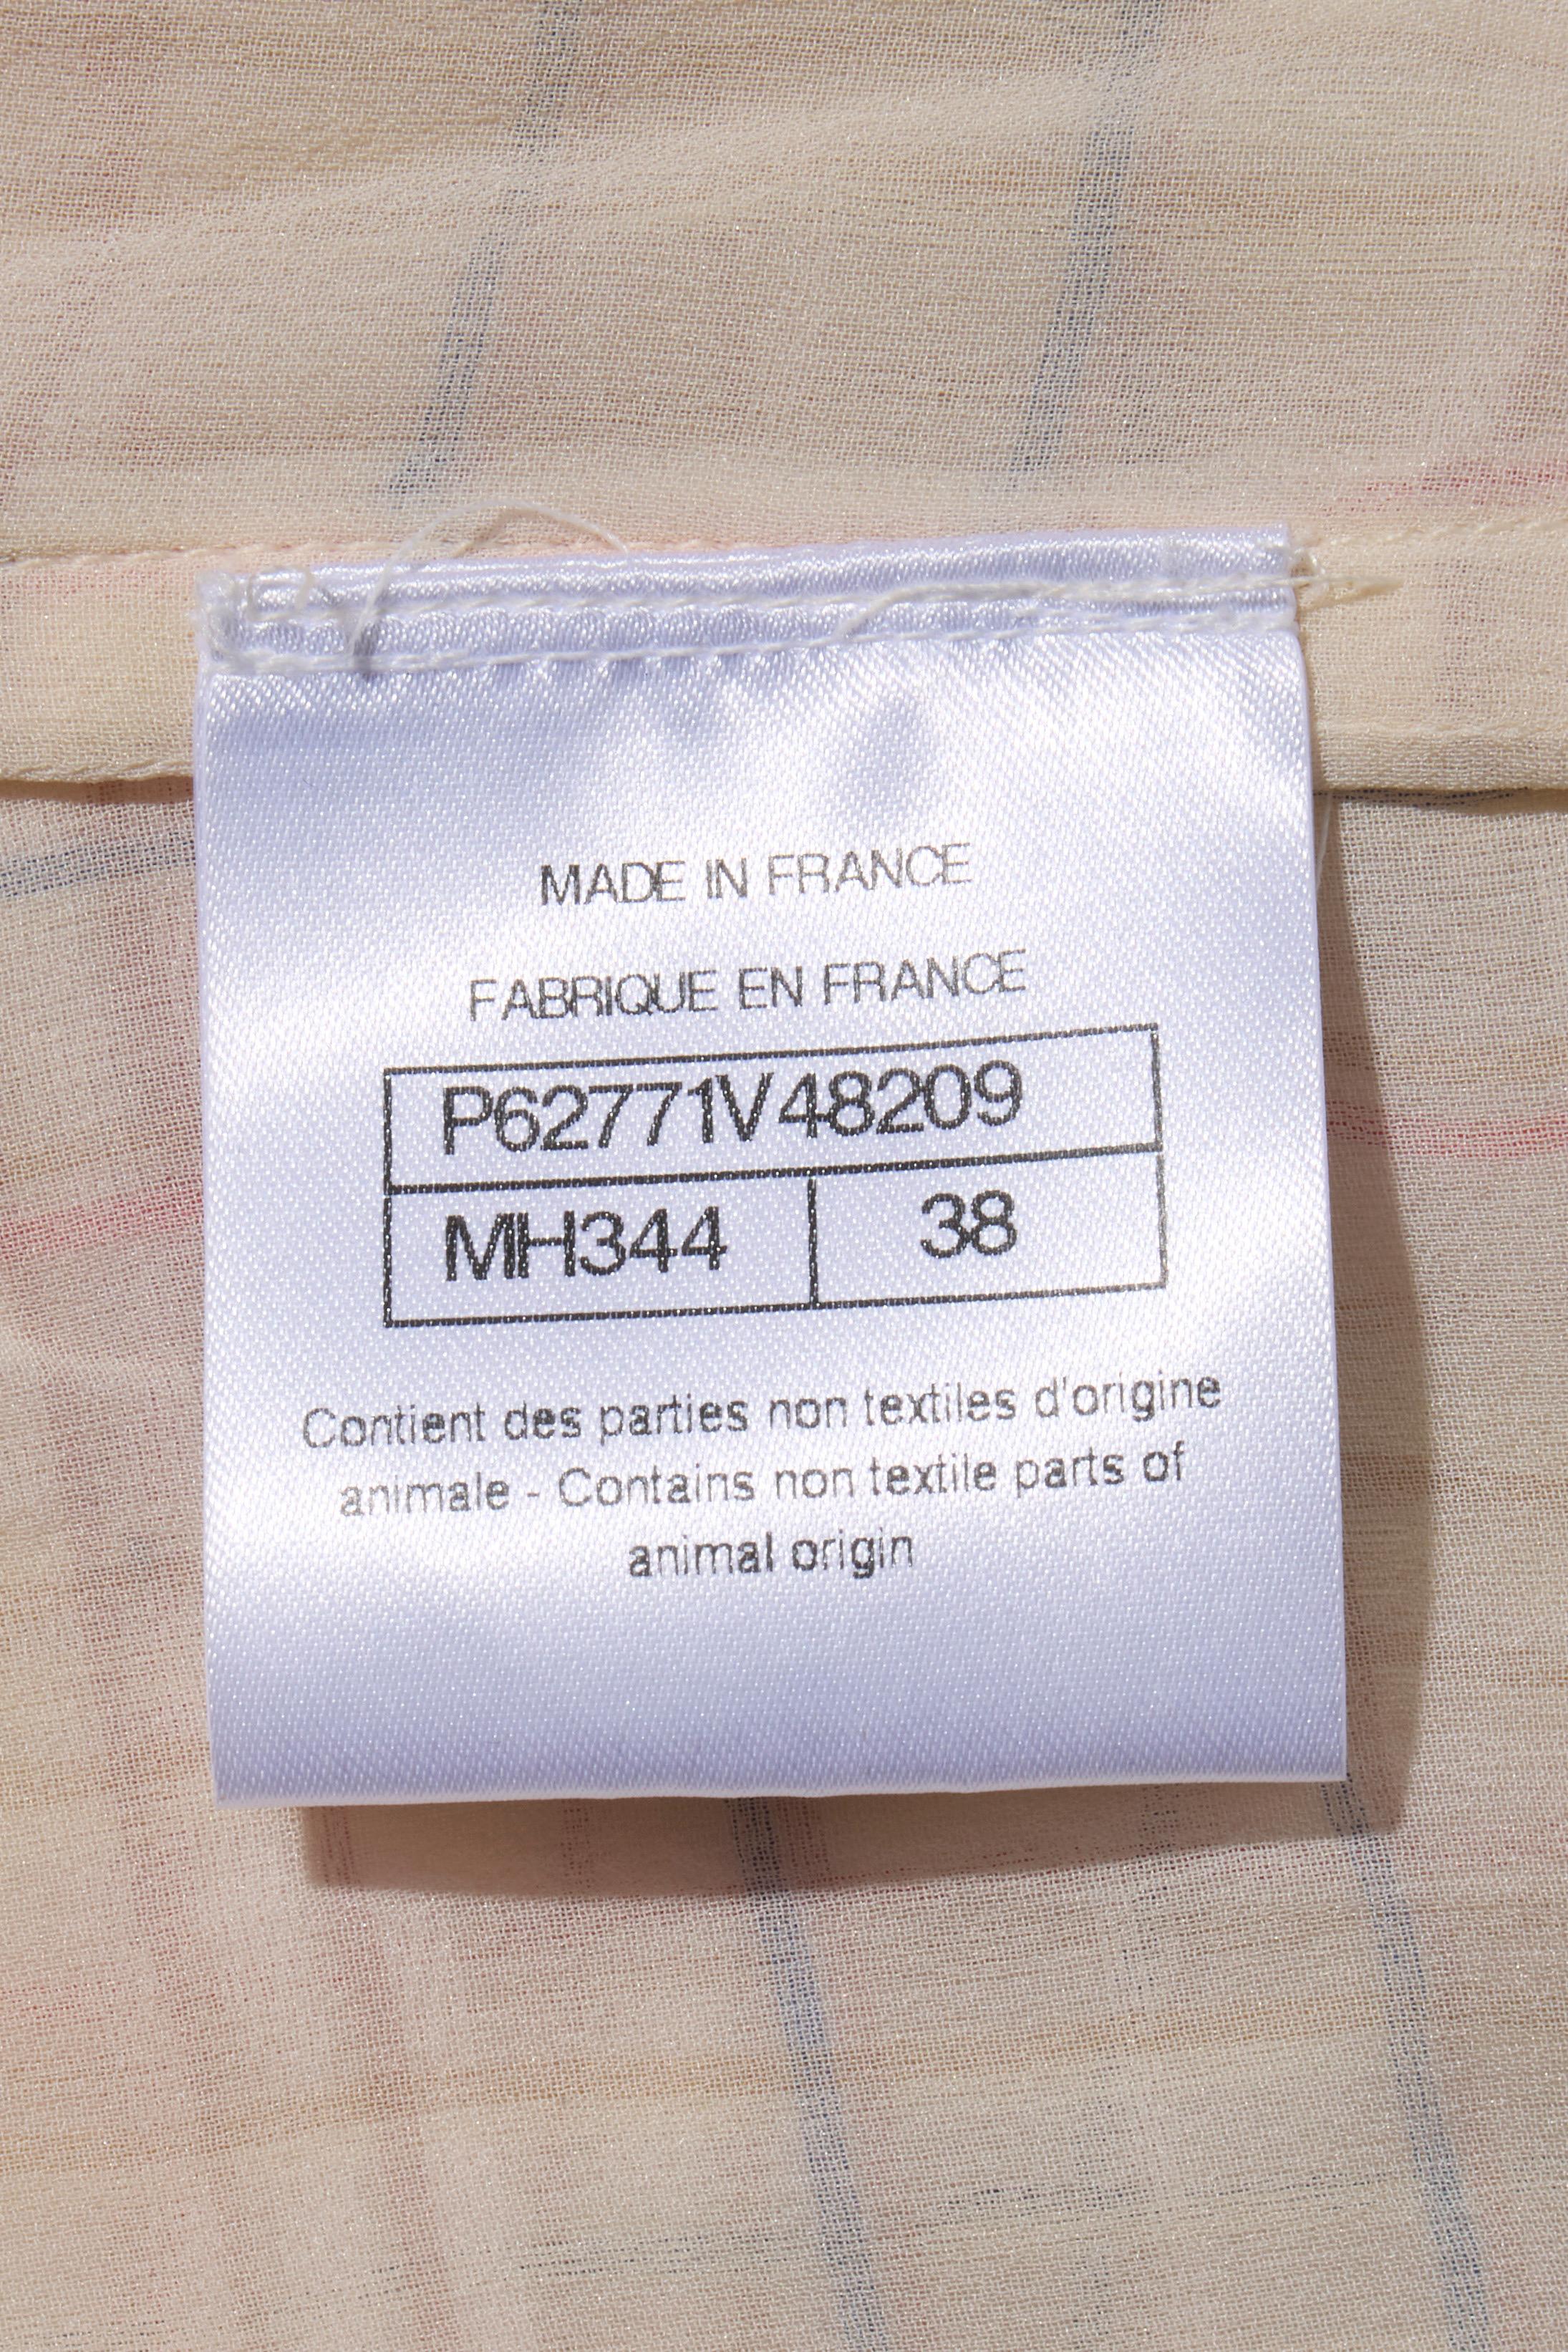 MADE IN FRANCE
FABRIQUE EN FRANCE
P62771V48209
MH344 38
Contient des parties non textiles d'origine
animale - Contains non textile parts of
animal origin